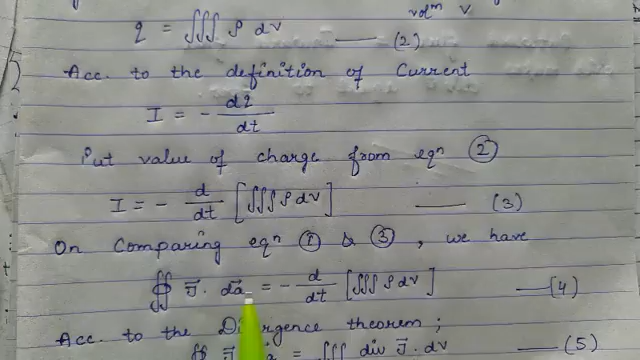 volm V
q = ∭ ρ dv —— (2)
Acc. to the definition of Current
I = - dq/dt
Put value of charge from eqn ②
I = - d/dt [∭ ρ dv] —— (3)
On Comparing eqn ① & ③, we have
∯ J⃗. da⃗ = - d/dt [∭ ρ dv] —— (4)
Acc. to the Divergence theorem;
∯ J⃗. a = ∭ div J⃗. dv —— (5)